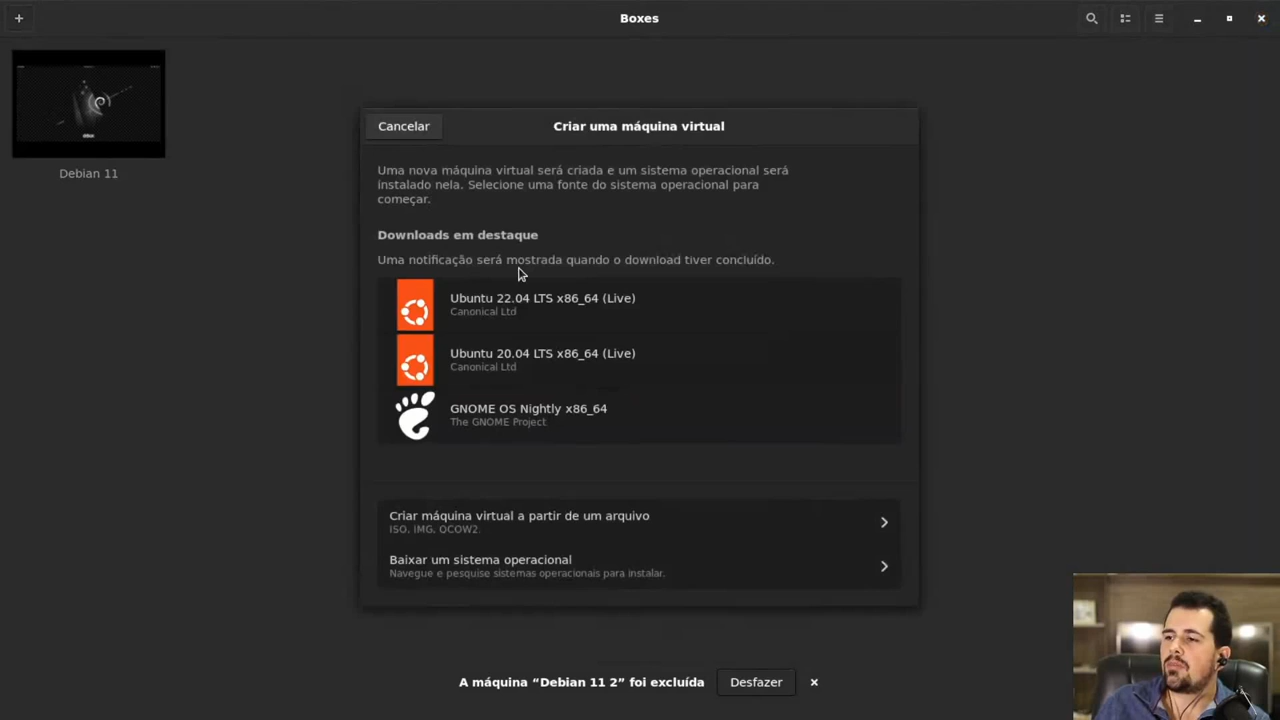 Boxes
Debian 11
Cancelar
Criar uma máquina virtual
Uma nova máquina virtual será criada e um sistema operacional será
instalado nela. Selecione uma fonte do sistema operacional para
começar.
Downloads em destaque
Uma notificação será mostrada quando o download tiver concluído.
Ubuntu 22.04 LTS x86_64 (Live)
Canonical Ltd
Ubuntu 20.04 LTS x86_64 (Live)
Canonical Ltd
GNOME OS Nightly x86_64
The GNOME Project
Criar máquina virtual a partir de um arquivo
ISO, IMG, QCOW2.
Baixar um sistema operacional
Navegue e pesquise sistemas operacionais para instalar.
A máquina “Debian 11 2” foi excluída
Desfazer